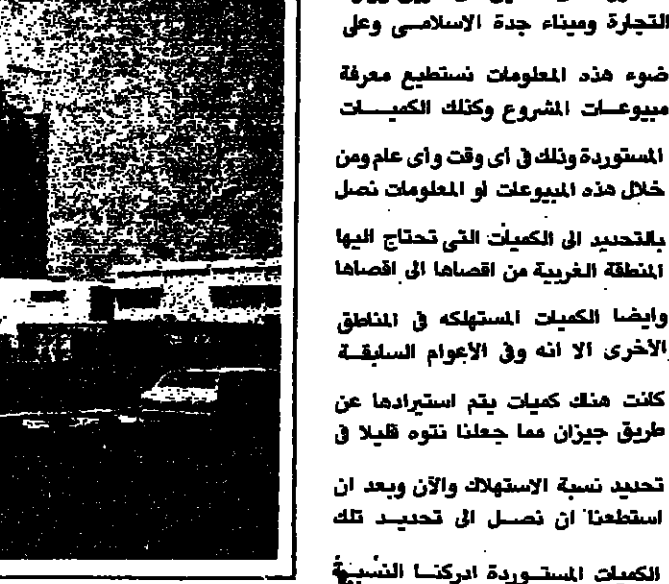 التجارة وميناء جدة الاسلامى وعلى
ضوء هذه المعلومات نستطيع معرفة
مبيوعات المشروع وكذلك الكميات
المستوردة وذلك فى أى وقت وأى عام ومن
خلال هذه المبيوعات او المعلومات نصل
بالتحديد الى الكميات التى تحتاج اليها
المنطقة الغربية من اقصاها الى اقصاها
وايضا الكميات المستهلكه فى المناطق
الأخرى الا انه وفى الأعوام السابقة
كانت هناك كميات يتم استيرادها عن
طريق جيزان مما جعلنا نتوه قليلا فى
تحديد نسبة الاستهلاك والآن وبعد ان
استطعنا ان نصل الى تحديد تلك
الكميات المستوردة ادركنا النسبة